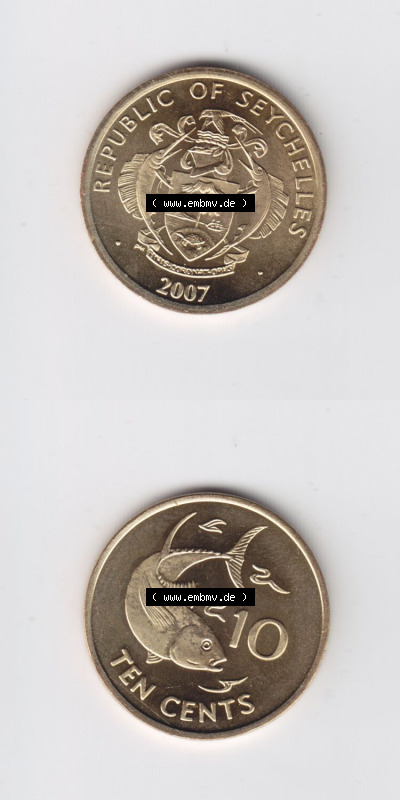 REPUBLIC OF SEYCHELLES
( www.embmv.de )
2007
( www.embmv.de )
10
TEN CENTS